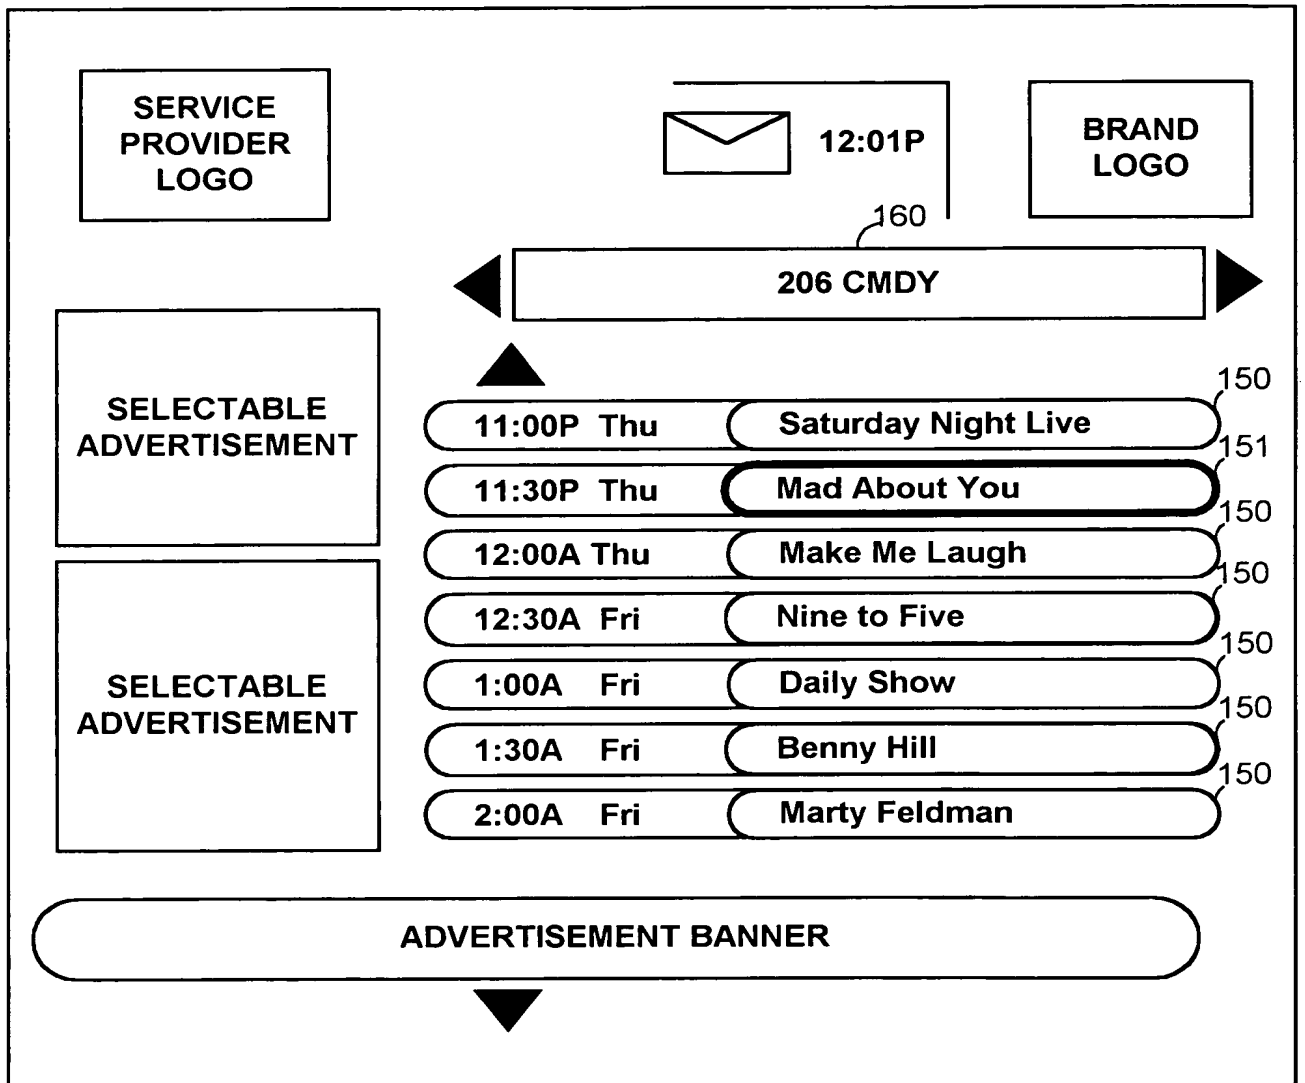 SERVICE
PROVIDER
LOGO
12:01P
BRAND
LOGO
160
206 CMDY
SELECTABLE
ADVERTISEMENT
150
11:00P Thu Saturday Night Live
151
11:30P Thu Mad About You
150
12:00A Thu Make Me Laugh
150
12:30A Fri Nine to Five
150
1:00A Fri Daily Show
150
1:30A Fri Benny Hill
150
2:00A Fri Marty Feldman
SELECTABLE
ADVERTISEMENT
ADVERTISEMENT BANNER